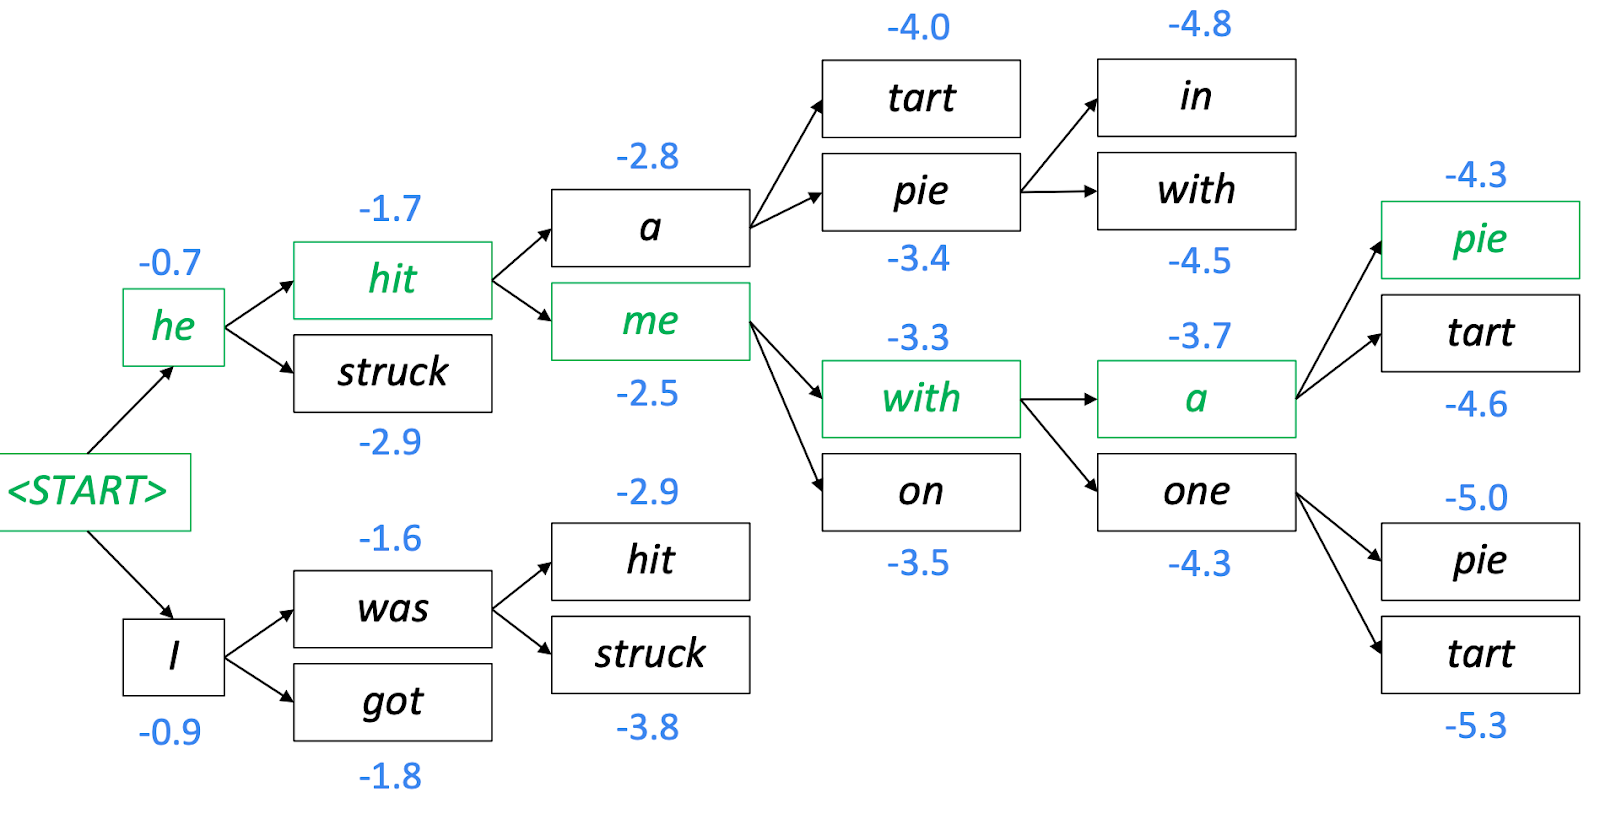 -4.0
-4.8
tart
in
-2.8
pie
with
-4.3
-1.7
a
-3.4
-4.5
pie
-0.7
hit
me
-3.3
-3.7
tart
he
struck
-2.5
with
a
-4.6
-2.9
<START>
-2.9
on
one
-5.0
-1.6
hit
-3.5
-4.3
pie
was
I
struck
tart
got
-0.9
-3.8
-5.3
-1.8